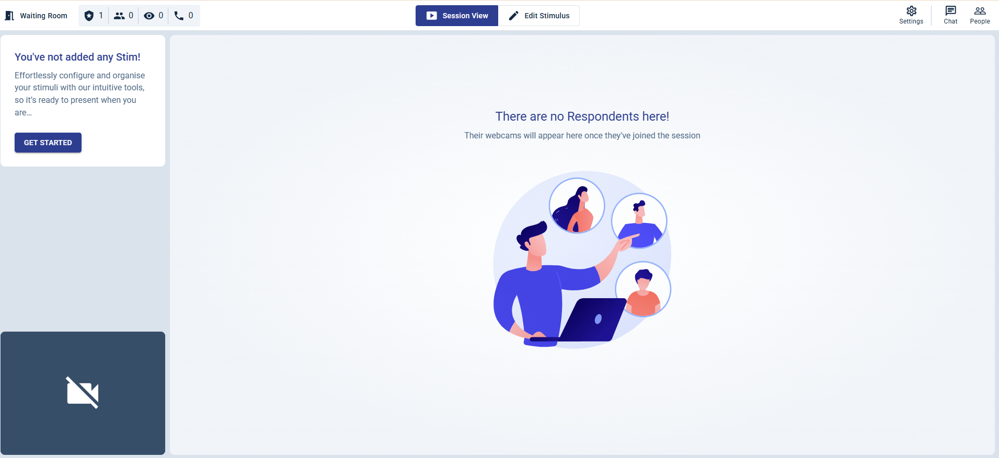 Waiting Room
1
0
0
0
Session View
Edit Stimulus
Settings
Chat
People
You've not added any Stim!
Effortlessly configure and organise
your stimuli with our intuitive tools,
so it’s ready to present when you
are...
GET STARTED
There are no Respondents here!
Their webcams will appear here once they've joined the session